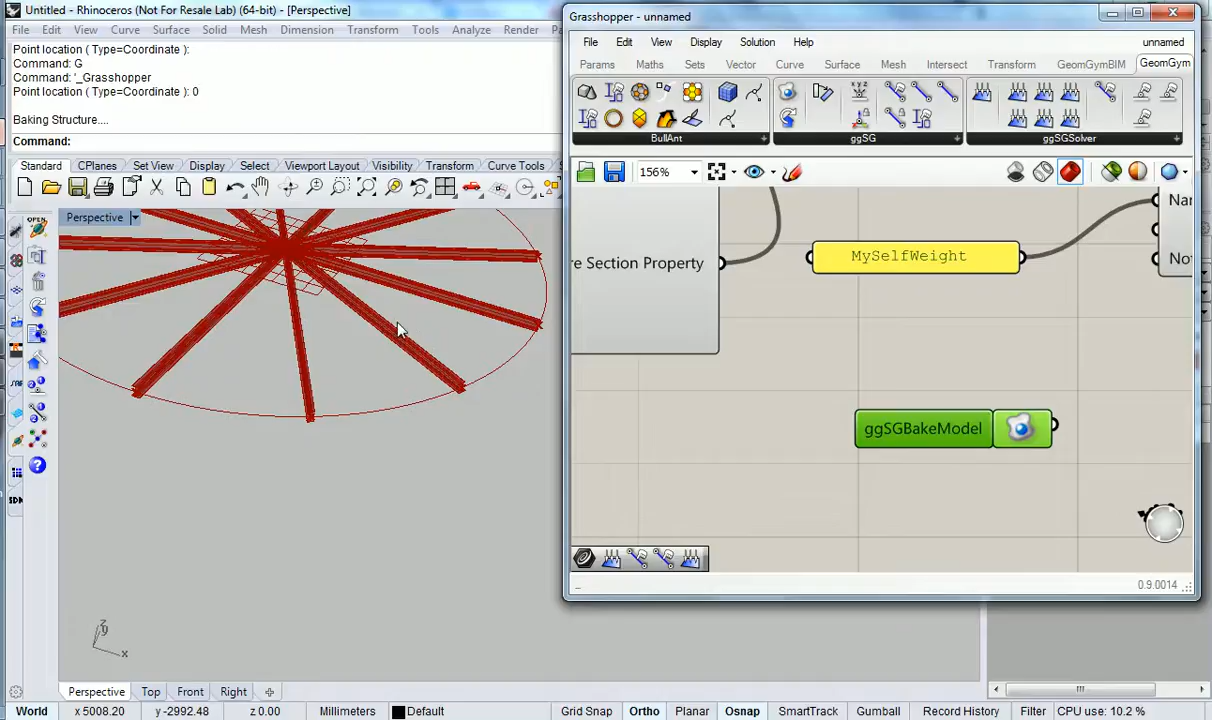 Untitled - Rhinoceros (Not For Resale Lab) (64-bit) - [Perspective]
File Edit View Curve Surface Solid Mesh Dimension Transform Tools Analyze Render
Point location ( Type=Coordinate ):
Command: G
Command: '_Grasshopper
Point location ( Type=Coordinate ): 0
Baking Structure....
Command:
Standard CPlanes Set View Display Select Viewport Layout Visibility Transform Curve Tools
Perspective
OPEN
z
y
x
Perspective Top Front Right
World x 5008.20 y -2992.48 z 0.00 Millimeters Default Grid Snap Ortho Planar Osnap SmartTrack Gumball Record History Filter CPU use: 10.2 %
Grasshopper - unnamed
File Edit View Display Solution Help unnamed
Params Maths Sets Vector Curve Surface Mesh Intersect Transform GeomGymBIM GeomGym
BullAnt ggSG ggSGSolver
156%
re Section Property
MySelfWeight
Nar
Not
ggSGBakeModel
0.9.0014